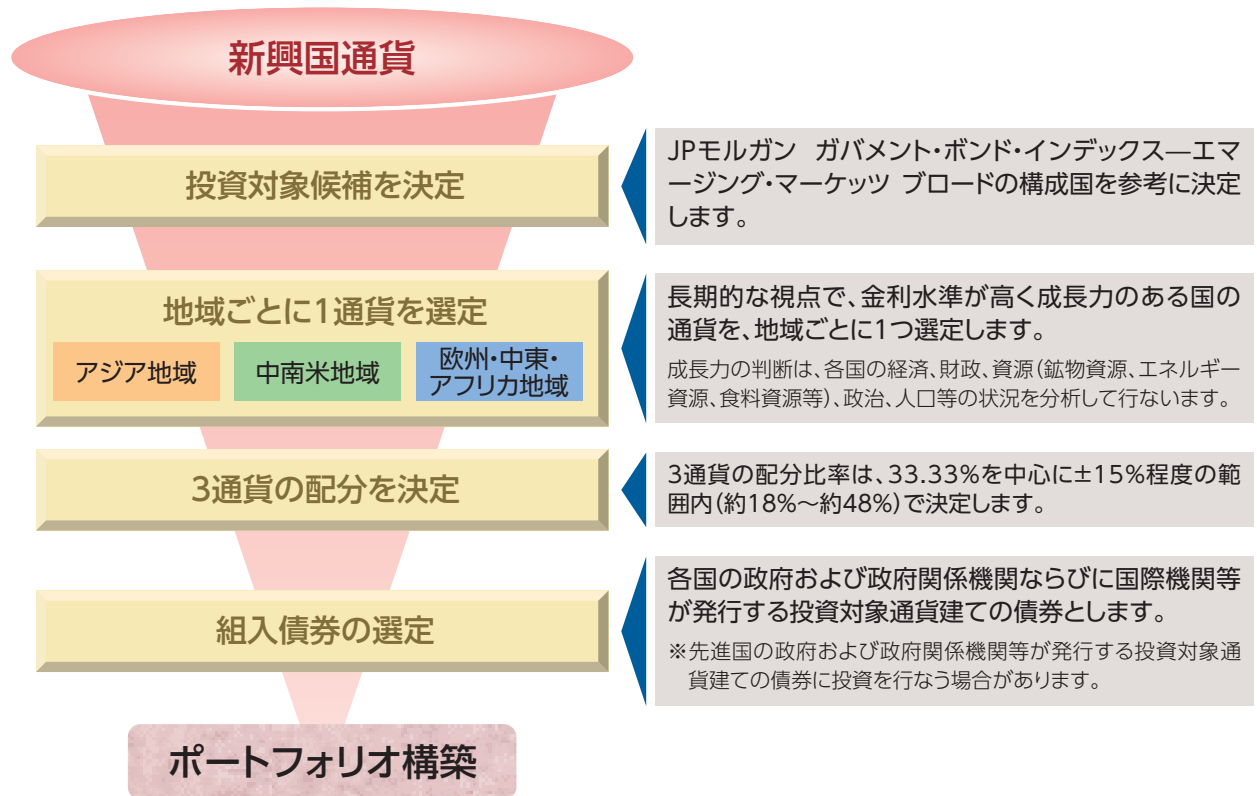 新興国通貨
投資対象候補を決定
JPモルガン ガバメント・ボンド・インデックス―エマ
ージング・マーケッツ ブロードの構成国を参考に決定
します。
地域ごとに1通貨を選定
アジア地域
中南米地域
欧州・中東・
アフリカ地域
長期的な視点で、金利水準が高く成長力のある国の
通貨を、地域ごとに1つ選定します。
成長力の判断は、各国の経済、財政、資源(鉱物資源、エネルギー
資源、食料資源等)、政治、人口等の状況を分析して行ないます。
3通貨の配分を決定
3通貨の配分比率は、33.33%を中心に±15%程度の範
囲内(約18%～約48%)で決定します。
組入債券の選定
各国の政府および政府関係機関ならびに国際機関等
が発行する投資対象通貨建ての債券とします。
※先進国の政府および政府関係機関等が発行する投資対象通
貨建ての債券に投資を行なう場合があります。
ポートフォリオ構築